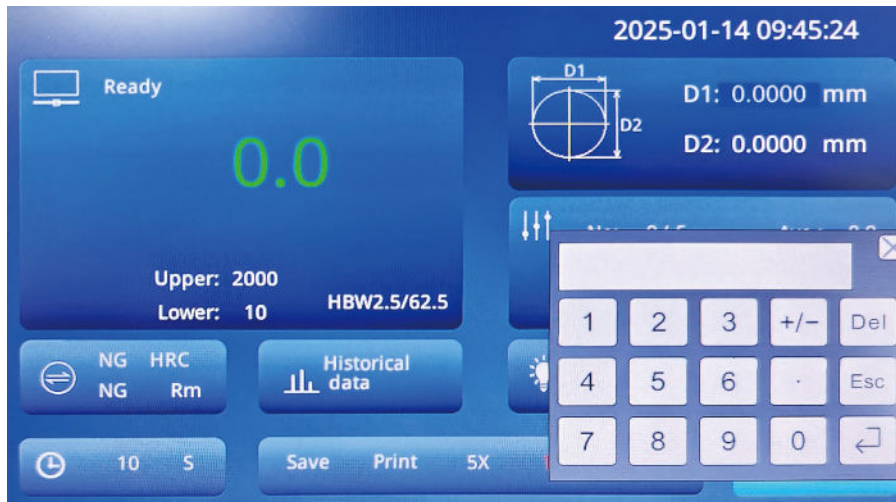 2025-01-14 09:45:24
Ready
0.0
Upper: 2000
Lower: 10
HBW2.5/62.5
D1
D2
D1: 0.0000 mm
D2: 0.0000 mm
1 2 3 +/- Del
4 5 6 . Esc
7 8 9 0
NG HRC
NG Rm
Historical data
10 S
Save Print 5X